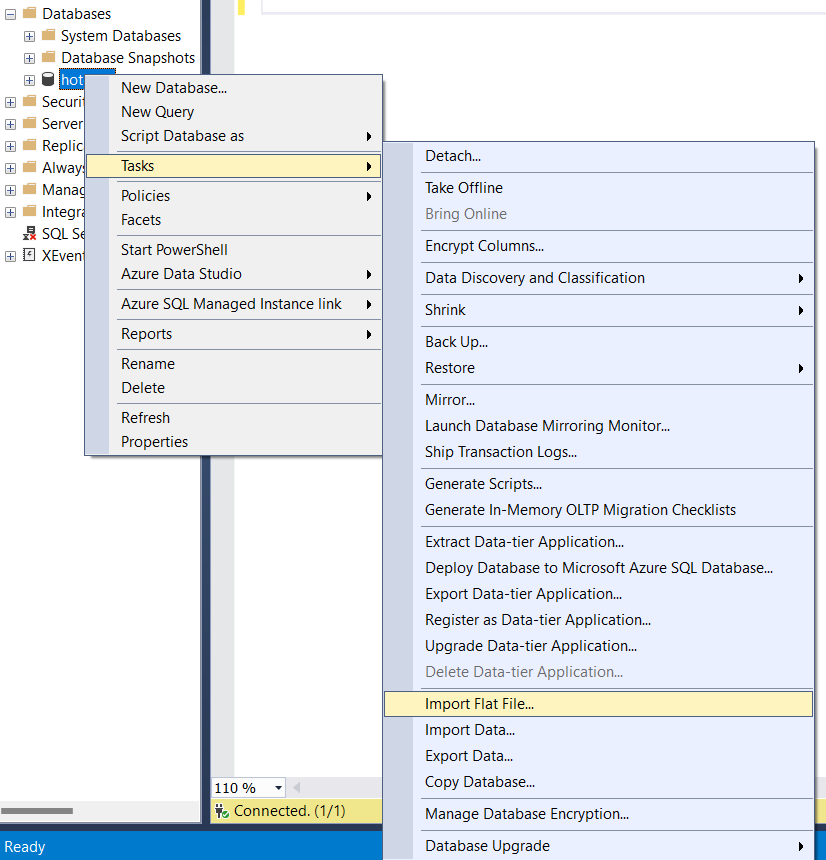 Databases
System Databases
Database Snapshots
hot
Securi
Server
Replic
Always
Manag
Integra
SQL Se
XEvent
New Database...
New Query
Script Database as
Tasks
Policies
Facets
Start PowerShell
Azure Data Studio
Azure SQL Managed Instance link
Reports
Rename
Delete
Refresh
Properties
Detach...
Take Offline
Bring Online
Encrypt Columns...
Data Discovery and Classification
Shrink
Back Up...
Restore
Mirror...
Launch Database Mirroring Monitor...
Ship Transaction Logs...
Generate Scripts...
Generate In-Memory OLTP Migration Checklists
Extract Data-tier Application...
Deploy Database to Microsoft Azure SQL Database...
Export Data-tier Application...
Register as Data-tier Application...
Upgrade Data-tier Application...
Delete Data-tier Application...
Import Flat File...
Import Data...
Export Data...
Copy Database...
Manage Database Encryption...
Database Upgrade
110 %
Connected. (1/1)
Ready